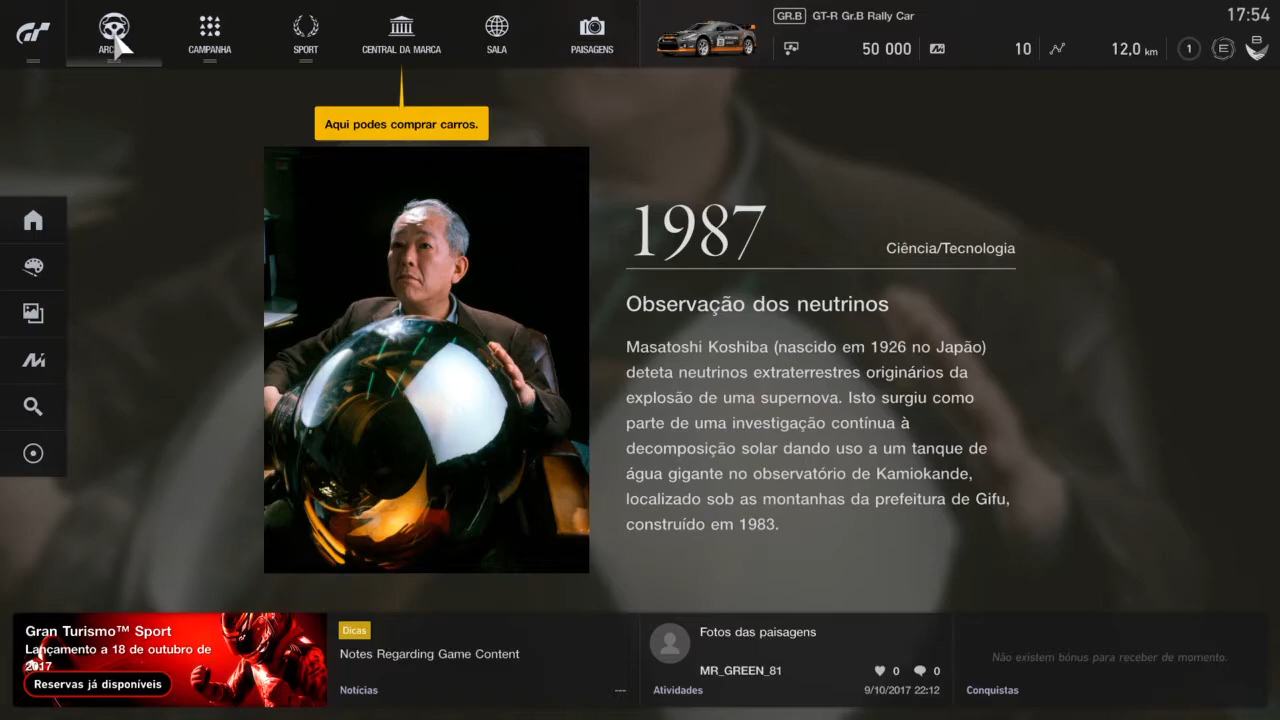 GR.B GT-R Gr.B Rally Car
17:54
CAMPANHA
SPORT
CENTRAL DA MARCA
SALA
PAISAGENS
50 000
10
12,0 km
1
E
B
Aqui podes comprar carros.
1987
Ciência/Tecnologia
Observação dos neutrinos
Masatoshi Koshiba (nascido em 1926 no Japão)
deteta neutrinos extraterrestres originários da
explosão de uma supernova. Isto surgiu como
parte de uma investigação contínua à
decomposição solar dando uso a um tanque de
água gigante no observatório de Kamiokande,
localizado sob as montanhas da prefeitura de Gifu,
construído em 1983.
Gran Turismo™ Sport
Lançamento a 18 de outubro de
2017
Reservas já disponíveis
Dicas
Notes Regarding Game Content
Notícias
---
Fotos das paisagens
MR_GREEN_81
0
0
Atividades
9/10/2017 22:12
Não existem bónus para receber de momento.
Conquistas